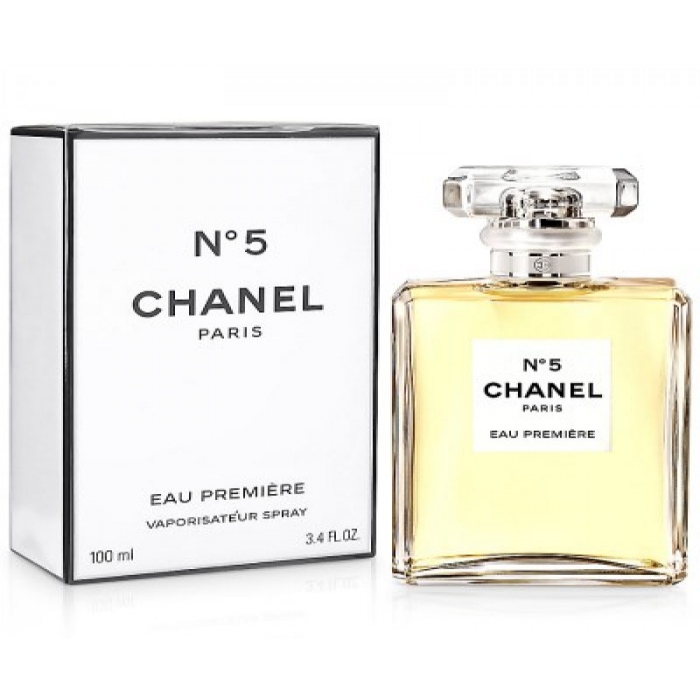 N° 5
CHANEL
PARIS
EAU PREMIÈRE
VAPORISATEUR SPRAY
100 ml
3.4 FL.OZ.
N° 5
CHANEL
PARIS
EAU PREMIÈRE